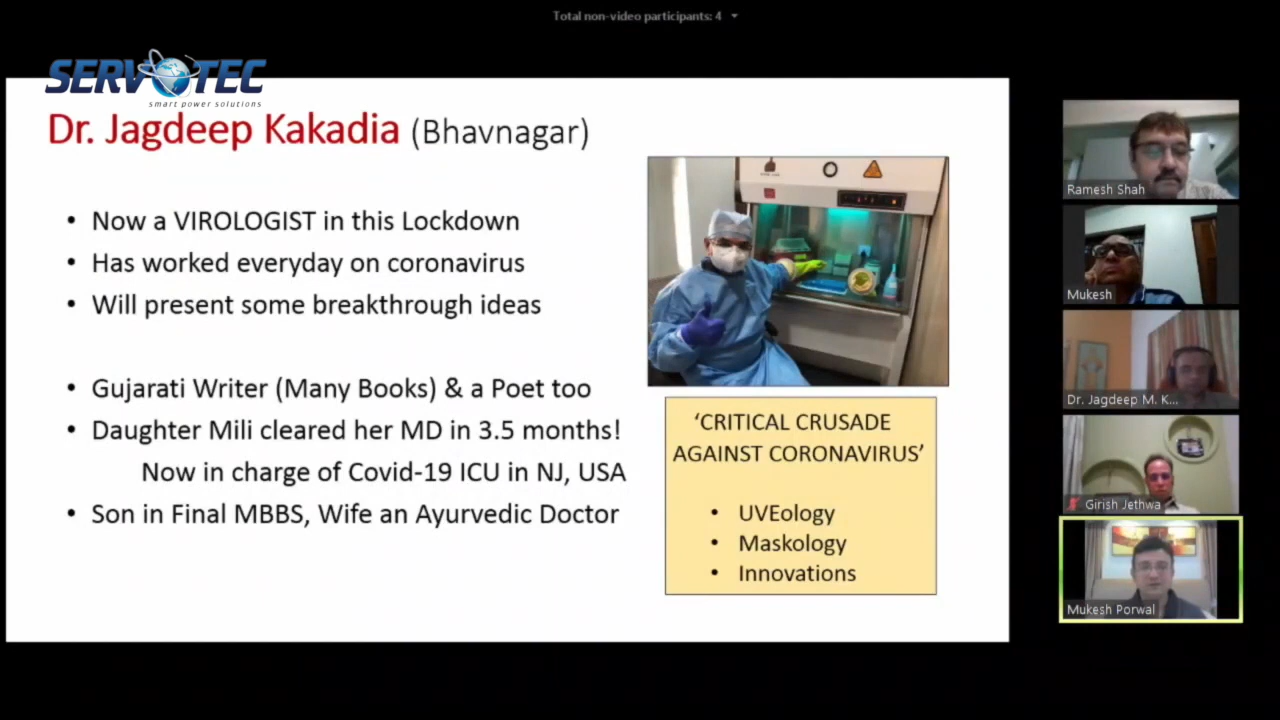 Total non-video participants: 4
SERVOTEC
smart power solutions
Dr. Jagdeep Kakadia (Bhavnagar)
• Now a VIROLOGIST in this Lockdown
• Has worked everyday on coronavirus
• Will present some breakthrough ideas
• Gujarati Writer (Many Books) & a Poet too
• Daughter Mili cleared her MD in 3.5 months!
Now in charge of Covid-19 ICU in NJ, USA
• Son in Final MBBS, Wife an Ayurvedic Doctor
‘CRITICAL CRUSADE
AGAINST CORONAVIRUS’
• UVEology
• Maskology
• Innovations
Ramesh Shah
Mukesh
Dr. Jagdeep M. K...
Girish Jethwa
Mukesh Porwal